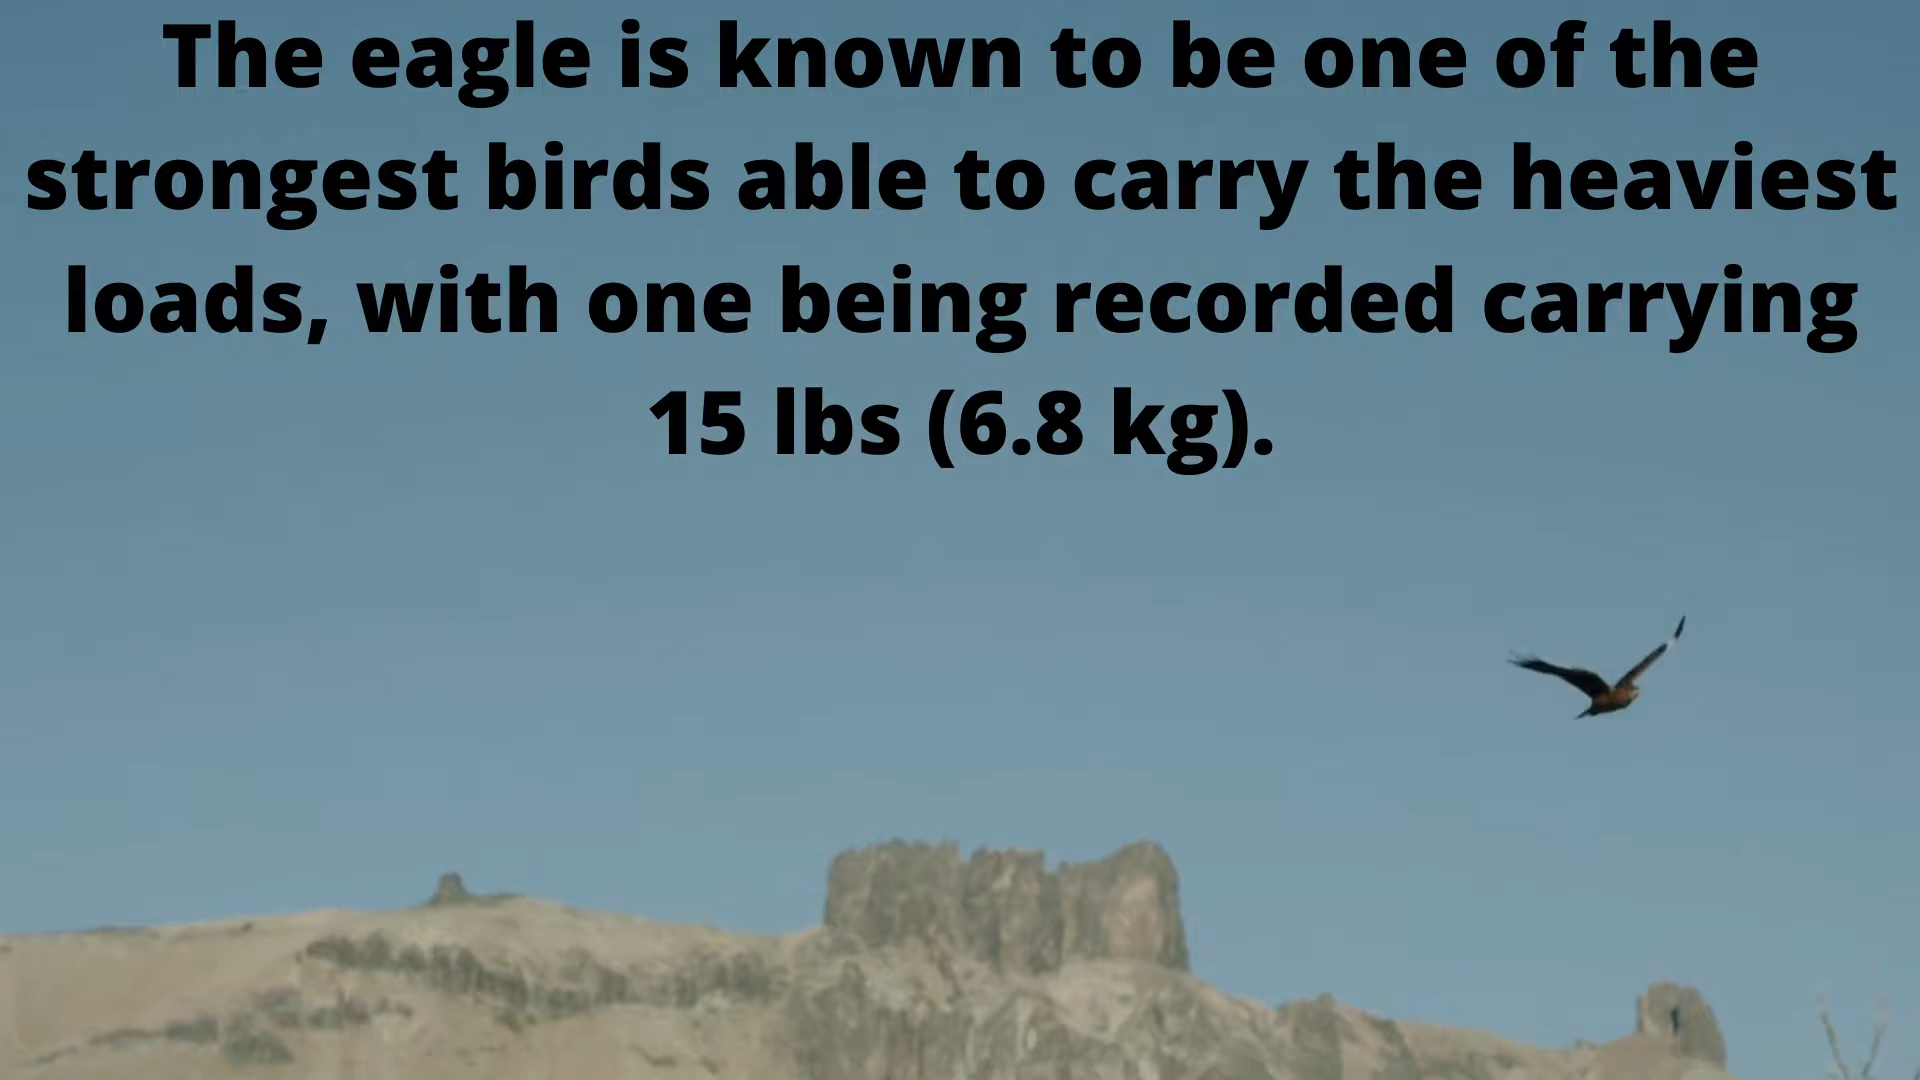 The eagle is known to be one of the
strongest birds able to carry the heaviest
loads, with one being recorded carrying
15 lbs (6.8 kg).